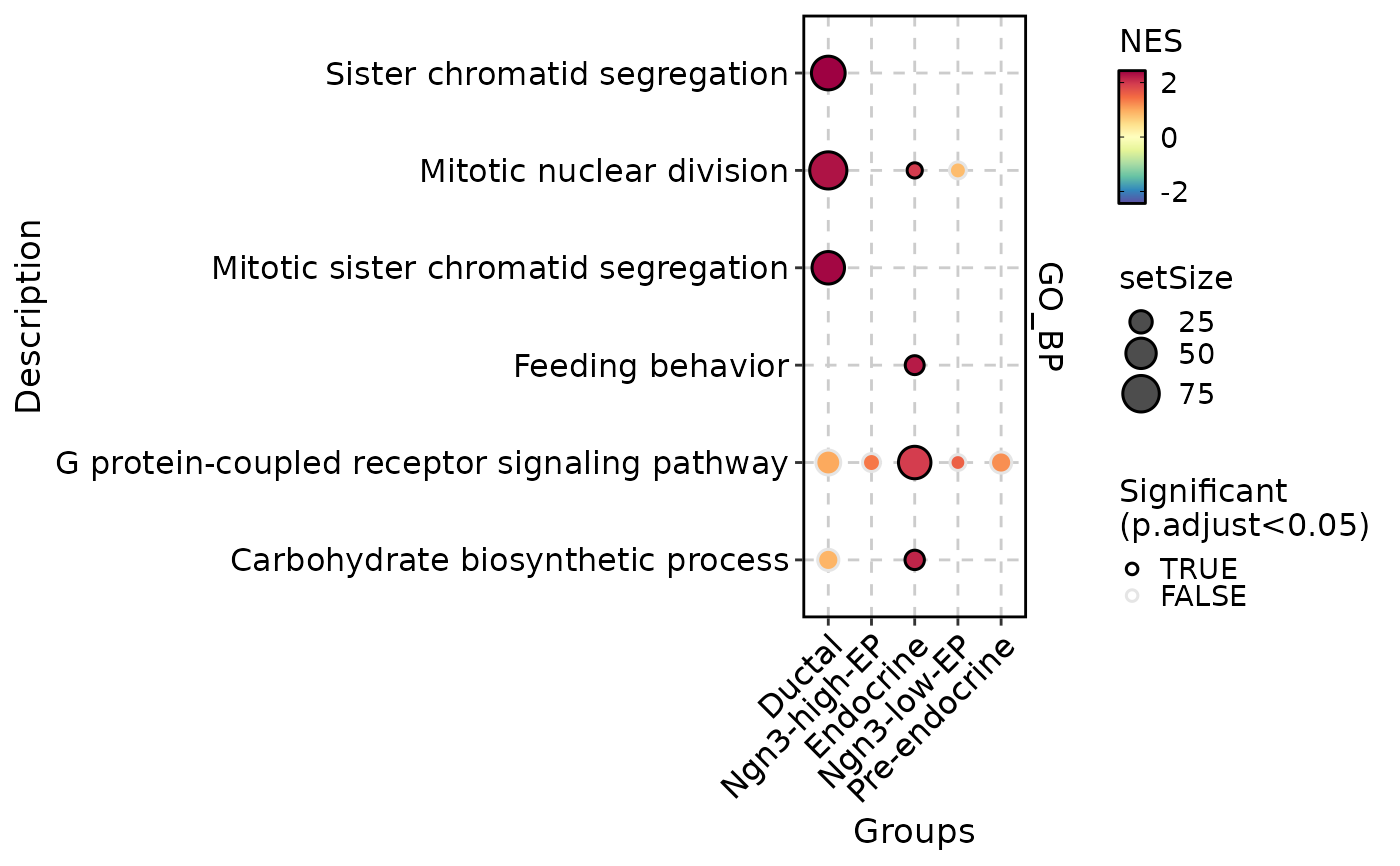 Description
Sister chromatid segregation
Mitotic nuclear division
Mitotic sister chromatid segregation
Feeding behavior
G protein-coupled receptor signaling pathway
Carbohydrate biosynthetic process
GO_BP
Ductal
Ngn3-high-EP
Endocrine
Ngn3-low-EP
Pre-endocrine
Groups
NES
2
0
-2
setSize
25
50
75
Significant
(p.adjust<0.05)
TRUE
FALSE